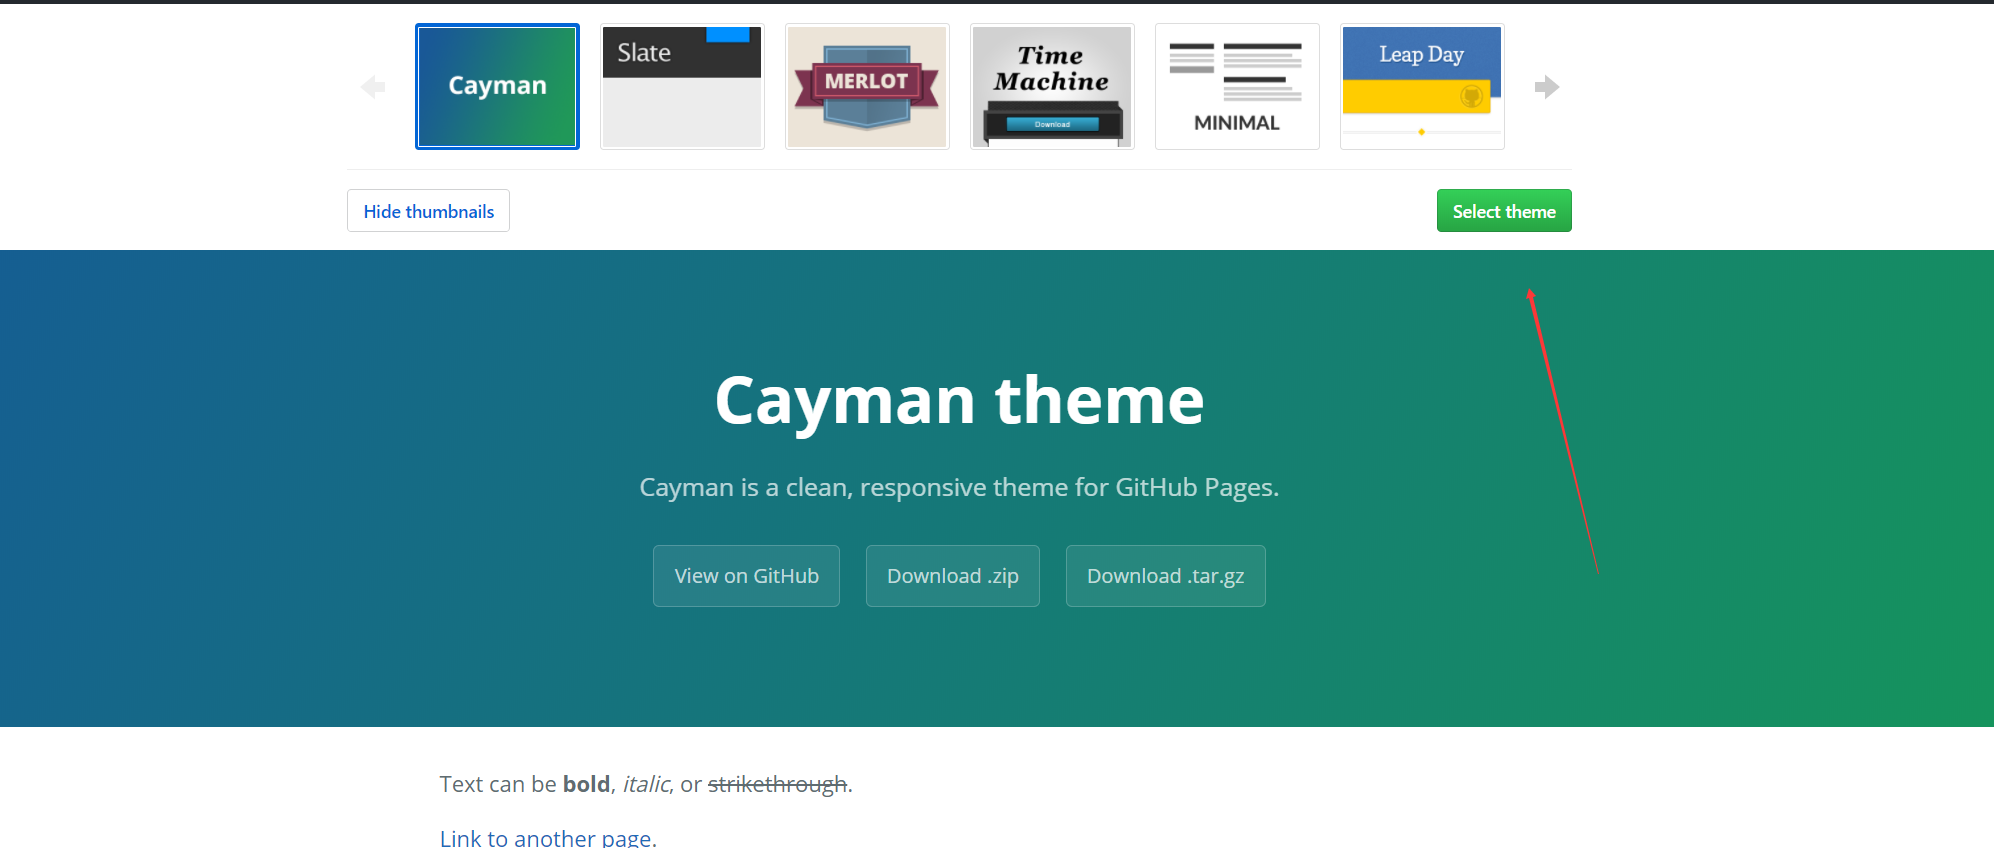 Cayman
Slate
MERLOT
Time
Machine
Download
MINIMAL
Leap Day
Hide thumbnails
Select theme
Cayman theme
Cayman is a clean, responsive theme for GitHub Pages.
View on GitHub
Download .zip
Download .tar.gz
Text can be bold, italic, or strikethrough.
Link to another page.